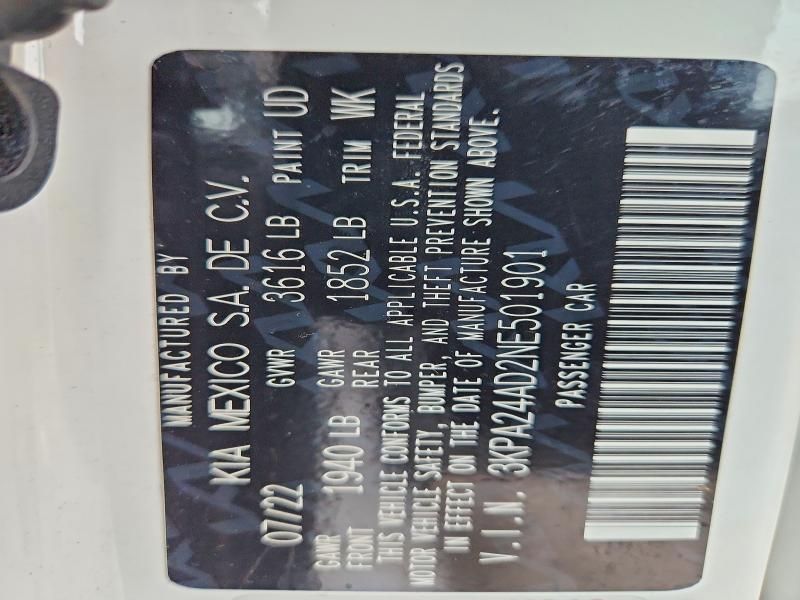 MANUFACTURED BY
KIA MEXICO S.A. DE C.V.
07/22 GVWR 3616 LB PAINT UD
GAWR FRONT 1940 LB GAWR REAR 1852 LB TRIM WK
THIS VEHICLE CONFORMS TO ALL APPLICABLE U.S.A. FEDERAL
MOTOR VEHICLE SAFETY, BUMPER, AND THEFT PREVENTION STANDARDS
IN EFFECT ON THE DATE OF MANUFACTURE SHOWN ABOVE.
V.I.N. 3KPA24AD2NE501901
PASSENGER CAR